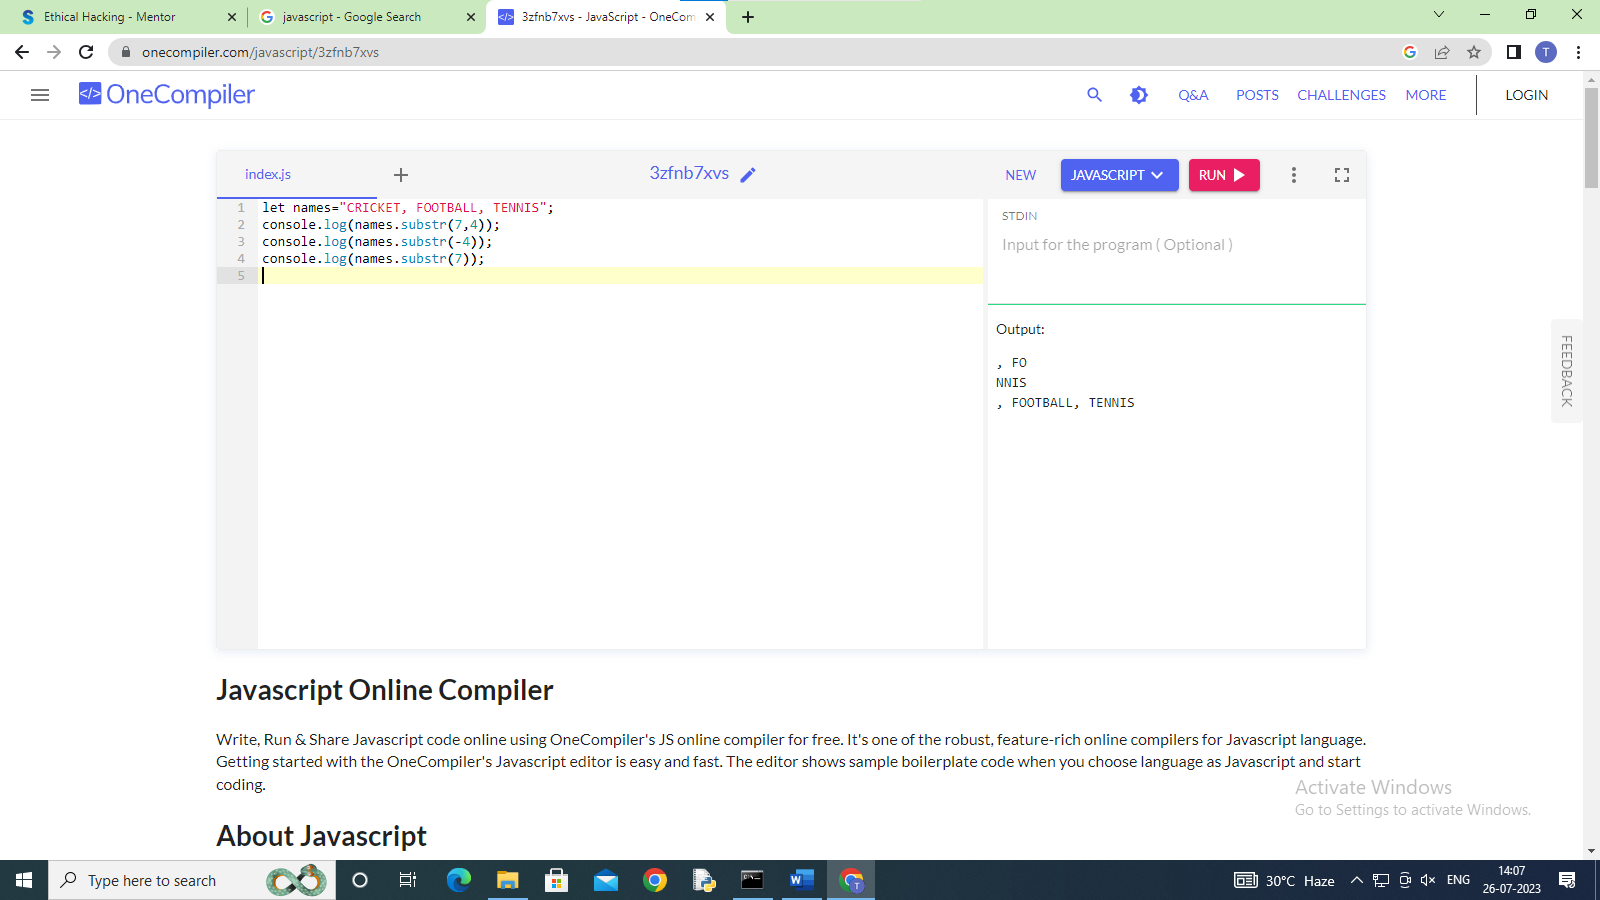 Ethical Hacking - Mentor
javascript - Google Search
3zfnb7xvs - JavaScript - OneCom
onecompiler.com/javascript/3zfnb7xvs
T
</> OneCompiler
Q&A POSTS CHALLENGES MORE LOGIN
index.js
3zfnb7xvs
NEW JAVASCRIPT RUN
1 let names="CRICKET, FOOTBALL, TENNIS";
2 console.log(names.substr(7,4));
3 console.log(names.substr(-4));
4 console.log(names.substr(7));
5
STDIN
Input for the program ( Optional )
Output:
, FO
NNIS
, FOOTBALL, TENNIS
FEEDBACK
Javascript Online Compiler
Write, Run & Share Javascript code online using OneCompiler's JS online compiler for free. It's one of the robust, feature-rich online compilers for Javascript language.
Getting started with the OneCompiler's Javascript editor is easy and fast. The editor shows sample boilerplate code when you choose language as Javascript and start
coding.
Activate Windows
Go to Settings to activate Windows.
About Javascript
Type here to search
30°C Haze
ENG
14:07
26-07-2023